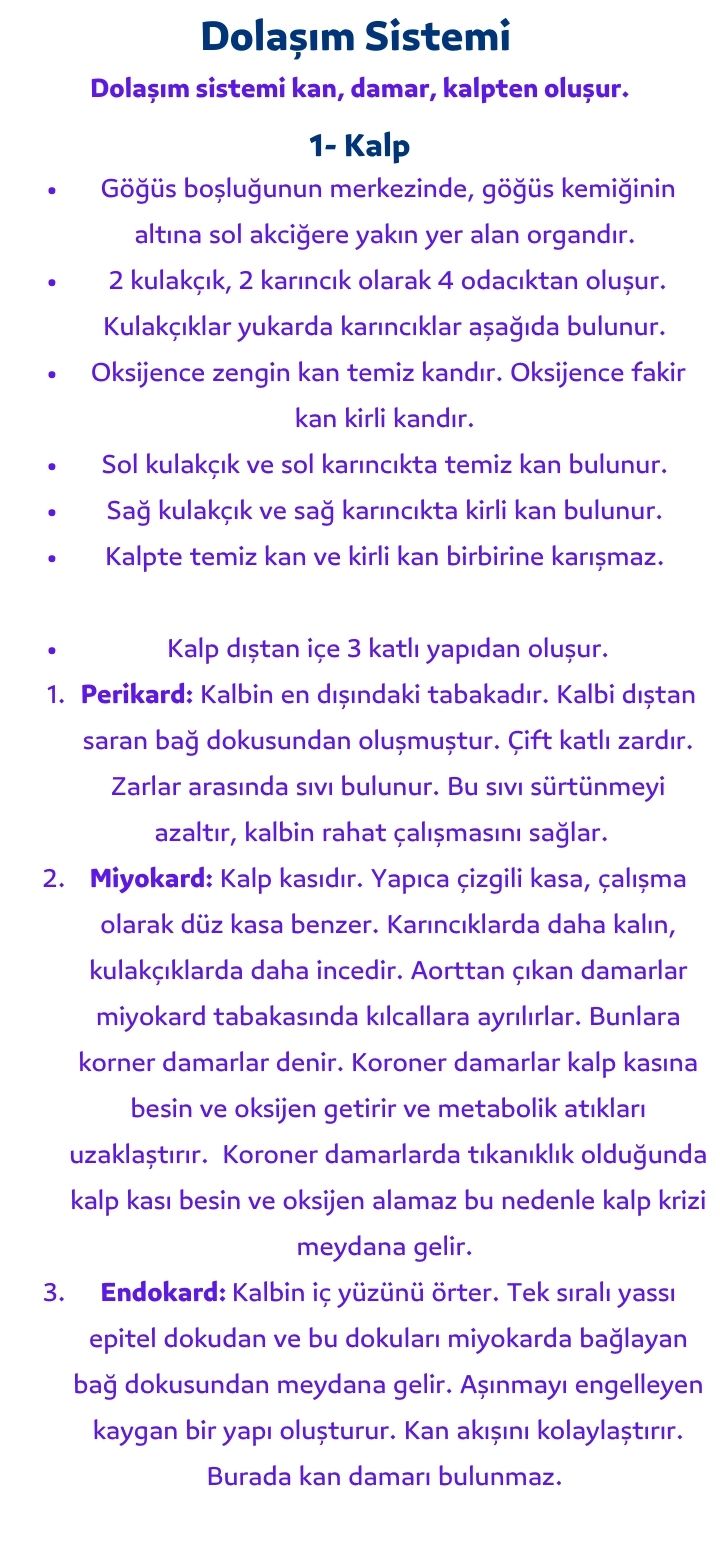 Dolaşım Sistemi
Dolaşım sistemi kan, damar, kalpten oluşur.
1- Kalp
• Göğüs boşluğunun merkezinde, göğüs kemiğinin
altına sol akciğere yakın yer alan organdır.
• 2 kulakçık, 2 karıncık olarak 4 odacıktan oluşur.
Kulakçıklar yukarda karıncıklar aşağıda bulunur.
• Oksijence zengin kan temiz kandır. Oksijence fakir
kan kirli kandır.
• Sol kulakçık ve sol karıncıkta temiz kan bulunur.
• Sağ kulakçık ve sağ karıncıkta kirli kan bulunur.
• Kalpte temiz kan ve kirli kan birbirine karışmaz.
• Kalp dıştan içe 3 katlı yapıdan oluşur.
1. Perikard: Kalbin en dışındaki tabakadır. Kalbi dıştan
saran bağ dokusundan oluşmuştur. Çift katlı zardır.
Zarlar arasında sıvı bulunur. Bu sıvı sürtünmeyi
azaltır, kalbin rahat çalışmasını sağlar.
2. Miyokard: Kalp kasıdır. Yapıca çizgili kasa, çalışma
olarak düz kasa benzer. Karıncıklarda daha kalın,
kulakçıklarda daha incedir. Aorttan çıkan damarlar
miyokard tabakasında kılcallara ayrılırlar. Bunlara
korner damarlar denir. Koroner damarlar kalp kasına
besin ve oksijen getirir ve metabolik atıkları
uzaklaştırır. Koroner damarlarda tıkanıklık olduğunda
kalp kası besin ve oksijen alamaz bu nedenle kalp krizi
meydana gelir.
3. Endokard: Kalbin iç yüzünü örter. Tek sıralı yassı
epitel dokudan ve bu dokuları miyokarda bağlayan
bağ dokusundan meydana gelir. Aşınmayı engelleyen
kaygan bir yapı oluşturur. Kan akışını kolaylaştırır.
Burada kan damarı bulunmaz.